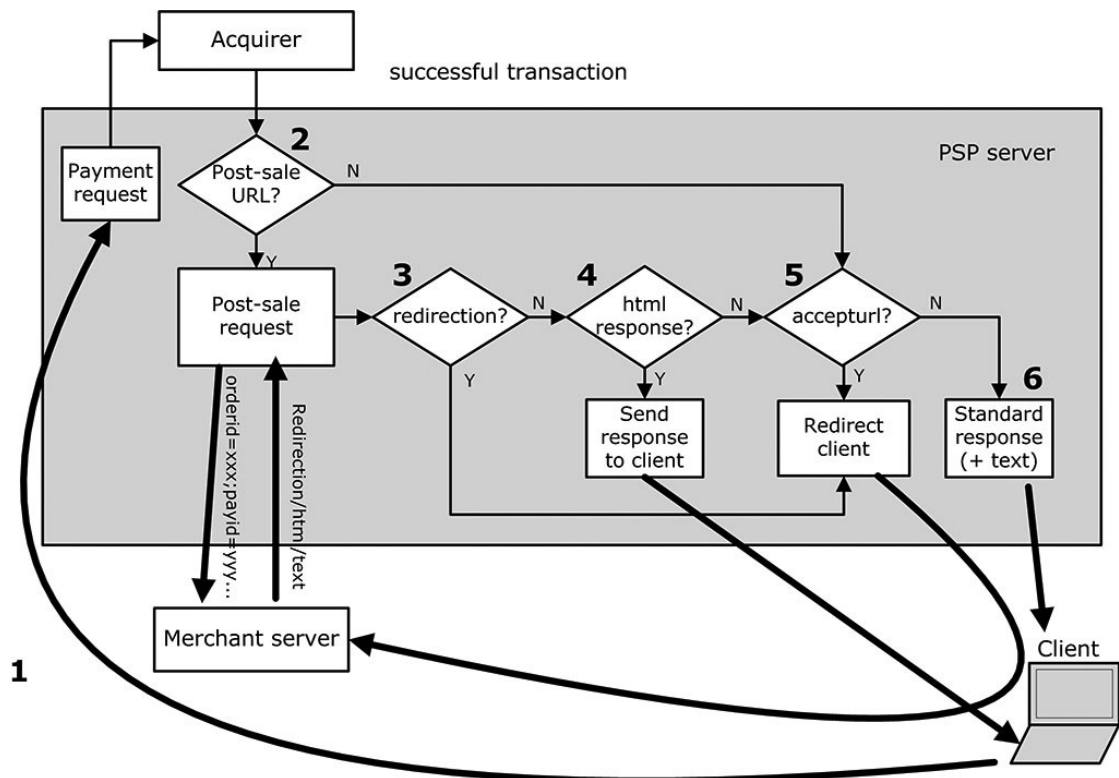 Acquirer
successful transaction
2
PSP server
Payment
request
Post-sale
URL?
N
Y
3
4
5
Post-sale
request
redirection?
N
html
response?
N
accepturl?
N
Y
Y
Y
6
Send
response
to client
Redirect
client
Standard
response
(+ text)
orderid=xxx;payid=yyy...
Redirection/htm/text
Merchant server
1
Client